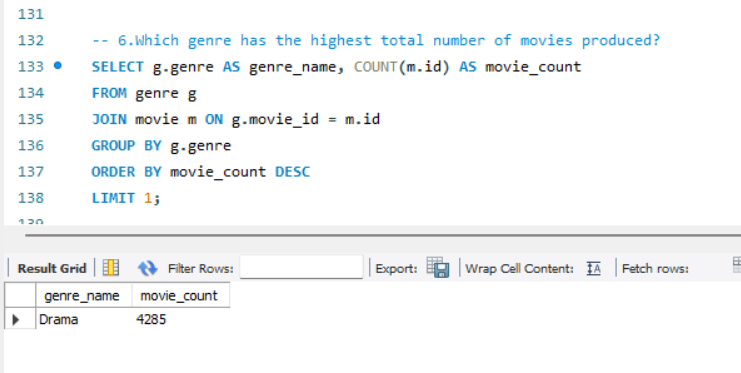 131
132 -- 6.Which genre has the highest total number of movies produced?
133 SELECT g.genre AS genre_name, COUNT(m.id) AS movie_count
134 FROM genre g
135 JOIN movie m ON g.movie_id = m.id
136 GROUP BY g.genre
137 ORDER BY movie_count DESC
138 LIMIT 1;
139
Result Grid Filter Rows: Export: Wrap Cell Content: IA Fetch rows:
genre_name movie_count
Drama 4285